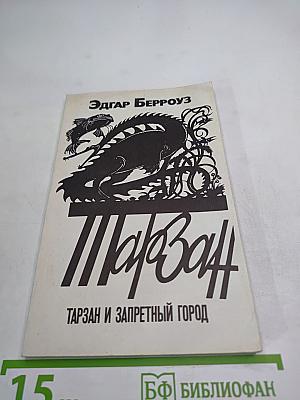 Эдгар Берроуз
Тарзан
ТАРЗАН И ЗАПРЕТНЫЙ ГОРОД
15
БФ БИБЛИОФАН